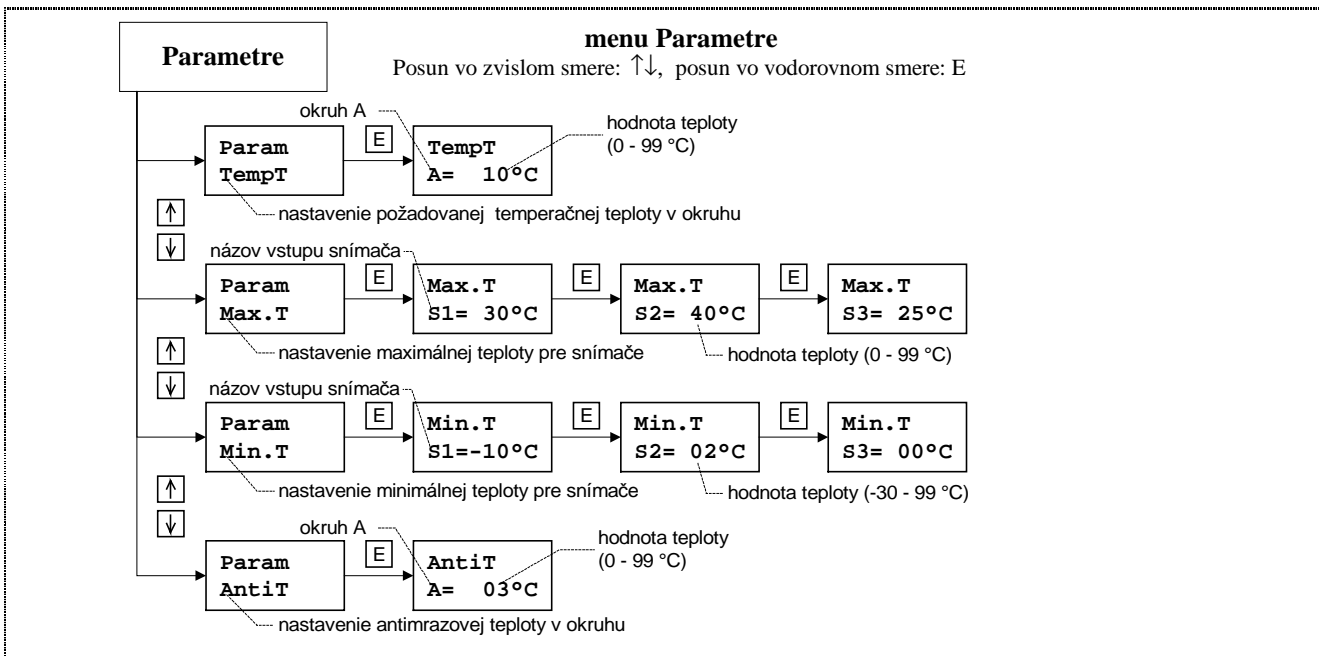 Parametre
menu Parametre
Posun vo zvislom smere: ↑↓, posun vo vodorovnom smere: E
okruh A
hodnota teploty
(0 - 99 °C)
Param
TempT
E
TempT
A= 10°C
nastavenie požadovanej temperačnej teploty v okruhu
↑
↓
názov vstupu snímača
Param
Max.T
E
Max.T
S1= 30°C
E
Max.T
S2= 40°C
E
Max.T
S3= 25°C
nastavenie maximálnej teploty pre snímače
hodnota teploty (0 - 99 °C)
↑
↓
názov vstupu snímača
Param
Min.T
E
Min.T
S1=-10°C
E
Min.T
S2= 02°C
E
Min.T
S3= 00°C
nastavenie minimálnej teploty pre snímače
hodnota teploty (-30 - 99 °C)
↑
↓
okruh A
hodnota teploty
(0 - 99 °C)
Param
AntiT
E
AntiT
A= 03°C
nastavenie antimrazovej teploty v okruhu